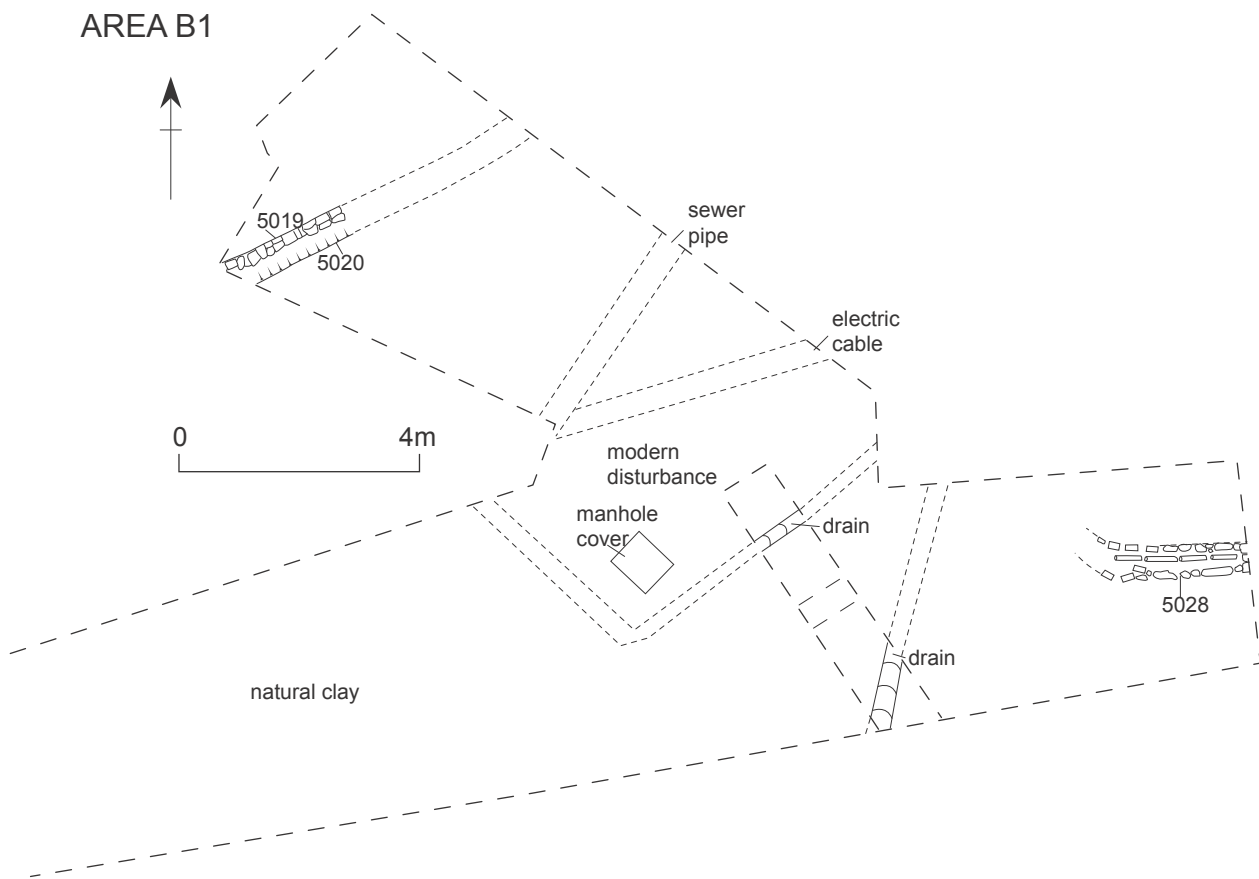 AREA B1
5019
5020
sewer
pipe
electric
cable
0 4m
modern
disturbance
manhole
cover
drain
5028
drain
natural clay